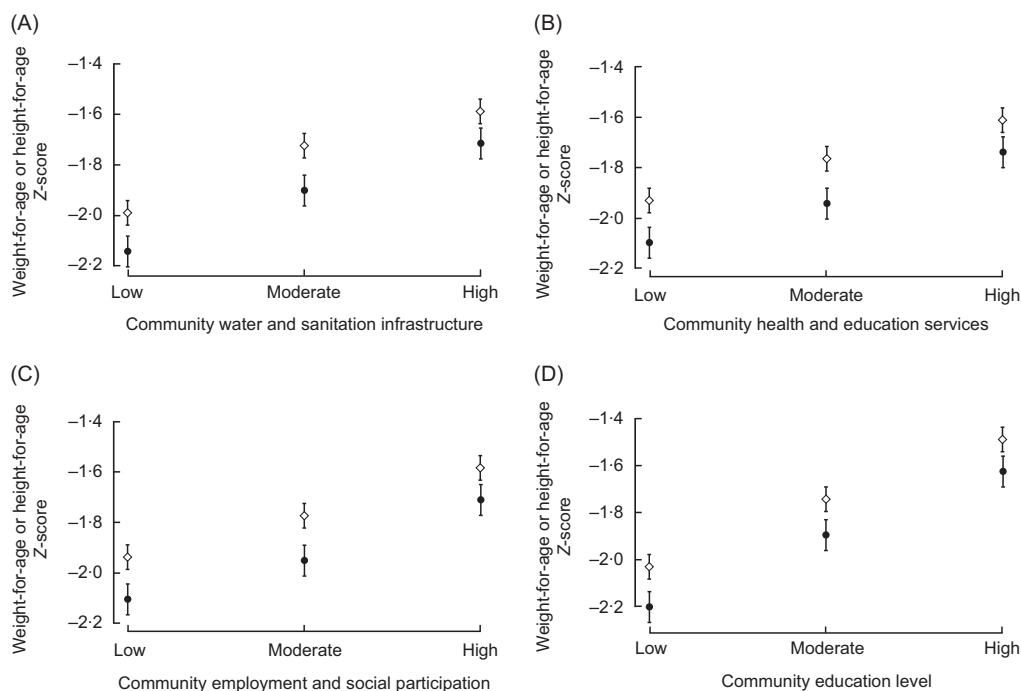 (A)
Weight-for-age or height-for-age
Z-score
–1·4
–1·6
–1·8
–2·0
–2·2
Low Moderate High
Community water and sanitation infrastructure
(B)
Weight-for-age or height-for-age
Z-score
–1·4
–1·6
–1·8
–2·0
–2·2
Low Moderate High
Community health and education services
(C)
Weight-for-age or height-for-age
Z-score
–1·4
–1·6
–1·8
–2·0
–2·2
Low Moderate High
Community employment and social participation
(D)
Weight-for-age or height-for-age
Z-score
–1·4
–1·6
–1·8
–2·0
–2·2
Low Moderate High
Community education level